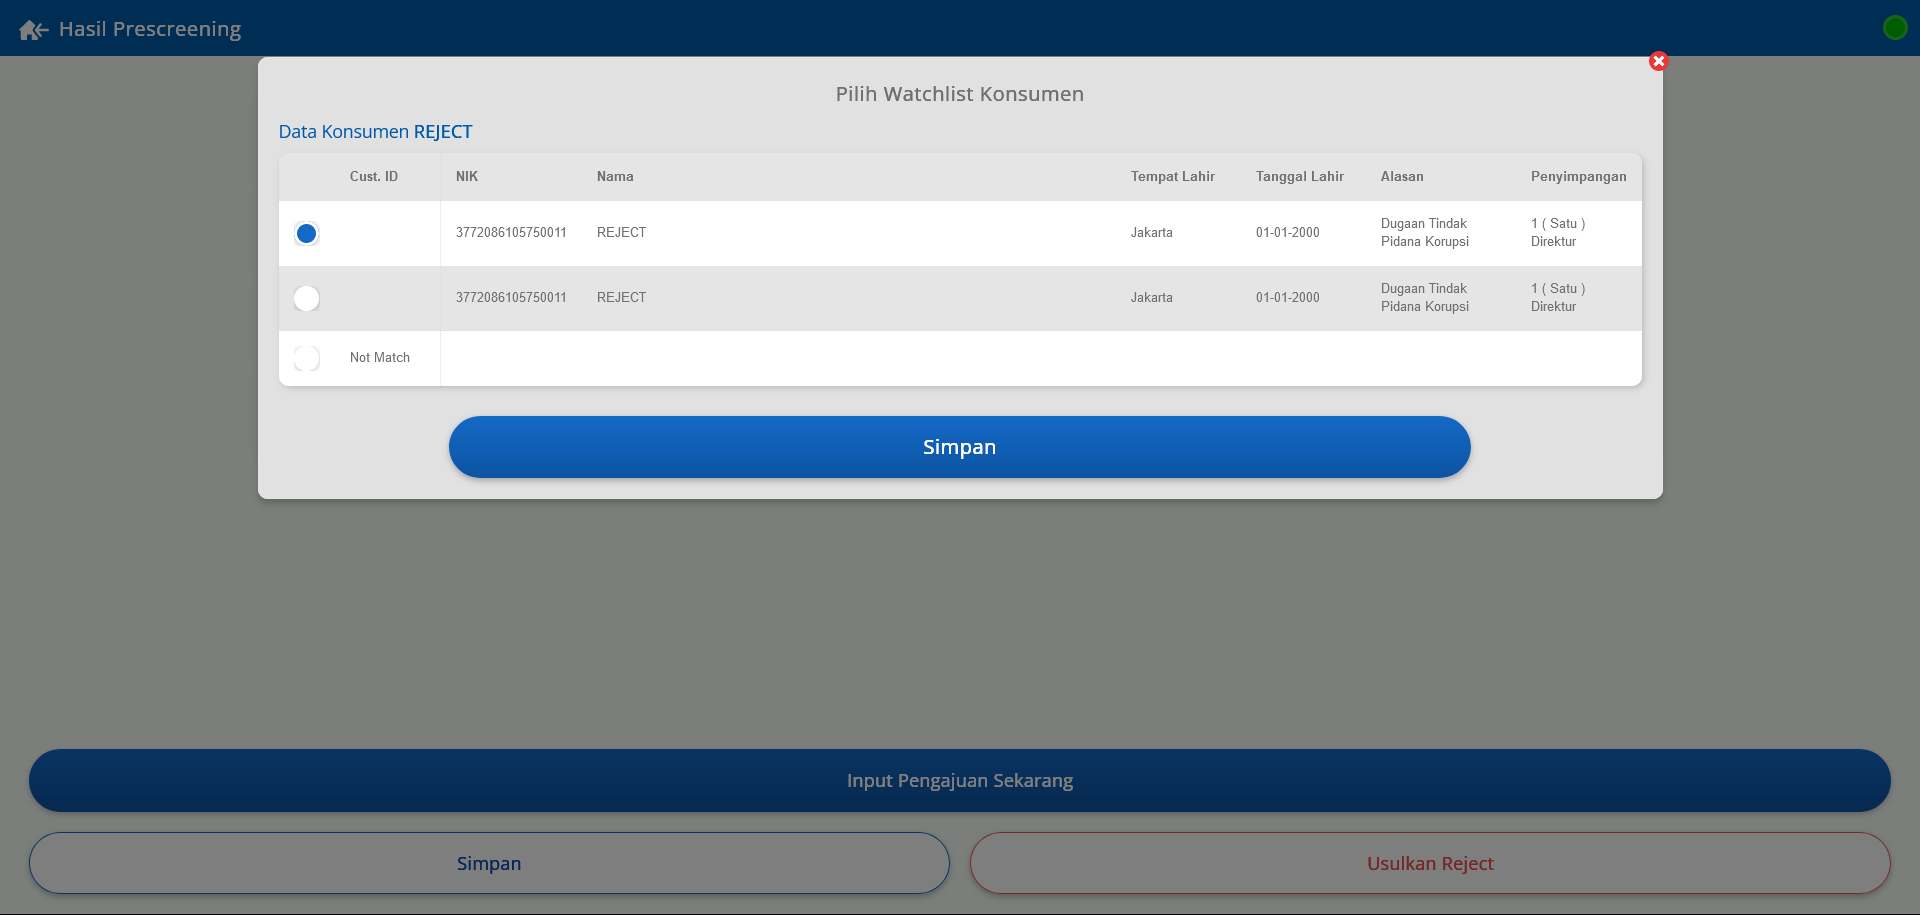 Hasil Prescreening
Pilih Watchlist Konsumen
Data Konsumen REJECT
Cust. ID NIK Nama Tempat Lahir Tanggal Lahir Alasan Penyimpangan
3772086105750011 REJECT Jakarta 01-01-2000 Dugaan Tindak 1 ( Satu )
Pidana Korupsi Direktur
3772086105750011 REJECT Jakarta 01-01-2000 Dugaan Tindak 1 ( Satu )
Pidana Korupsi Direktur
Not Match
Simpan
Input Pengajuan Sekarang
Simpan Usulkan Reject